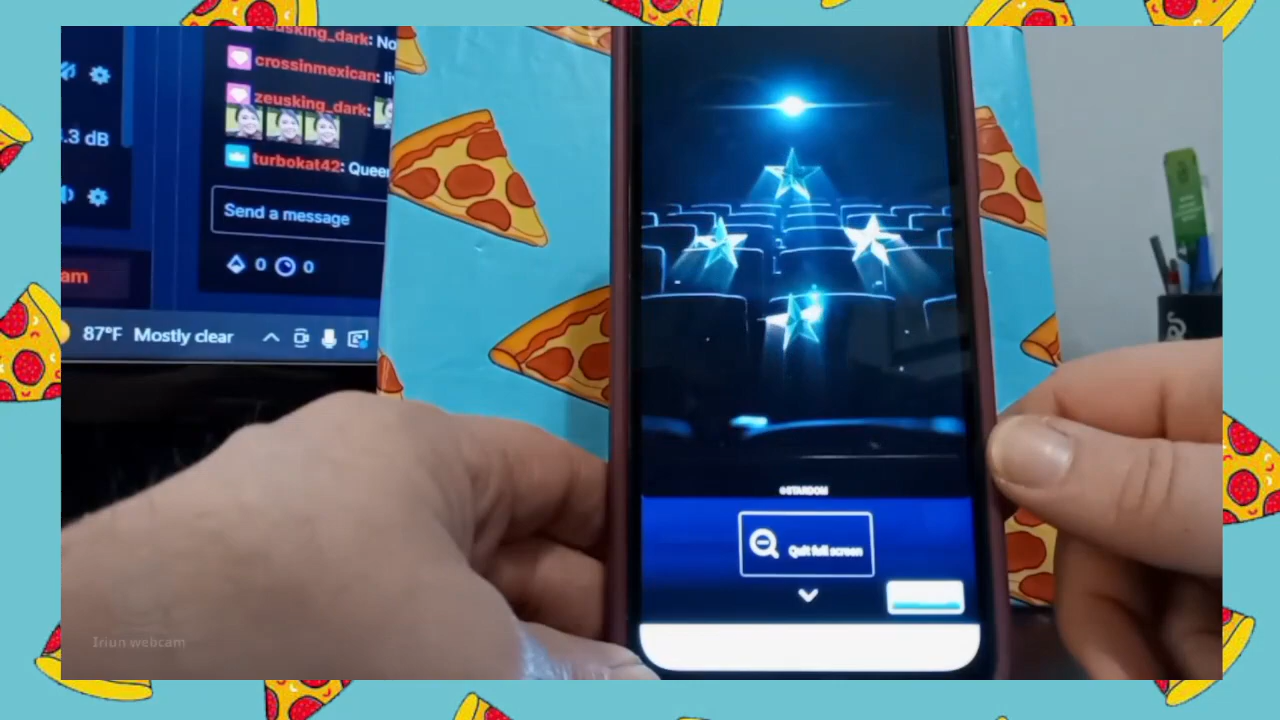 zeusking_dark: No
crossinmexican: li
zeusking_dark:
turbokat42: Quee
Send a message
0 0
.3 dB
am
87°F Mostly clear
©STARDOM
Quit full screen
Iriun webcam